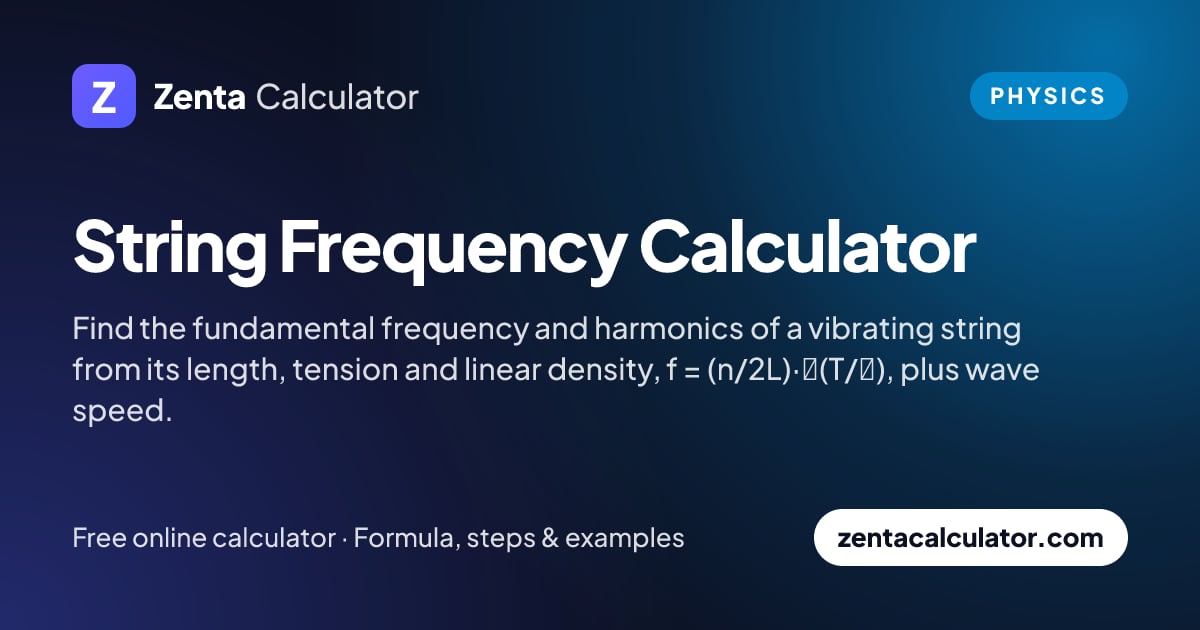 Z Zenta Calculator
PHYSICS
String Frequency Calculator
Find the fundamental frequency and harmonics of a vibrating string
from its length, tension and linear density, f = (n/2L)·▯(T/▯), plus wave
speed.
Free online calculator · Formula, steps & examples
zentacalculator.com